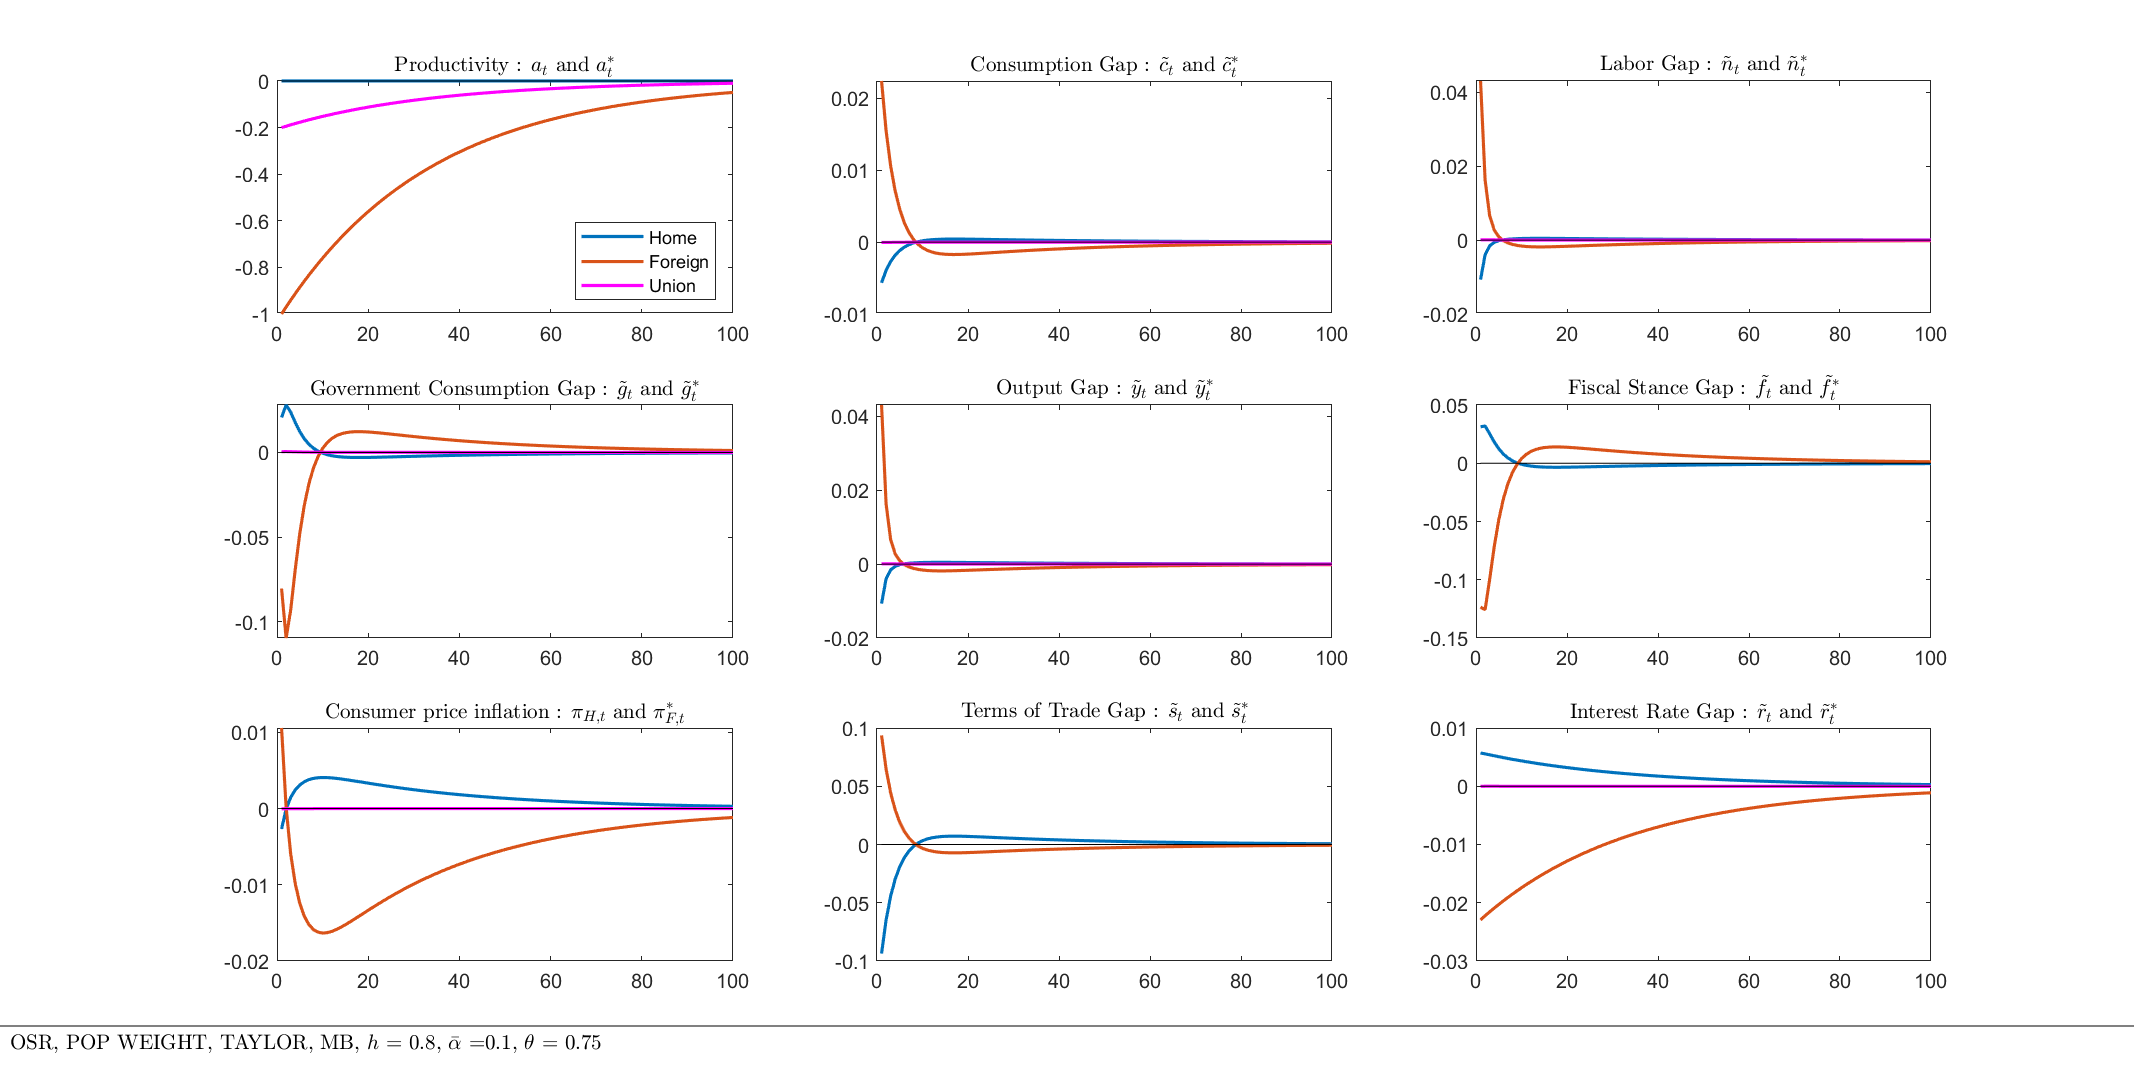 Productivity : a_t and a_t^*
0
-0.2
-0.4
-0.6
-0.8
-1
0 20 40 60 80 100
Home
Foreign
Union
Consumption Gap : c̃_t and c̃_t^*
0.02
0.01
0
-0.01
0 20 40 60 80 100
Labor Gap : ñ_t and ñ_t^*
0.04
0.02
0
-0.02
0 20 40 60 80 100
Government Consumption Gap : g̃_t and g̃_t^*
0
-0.05
-0.1
0 20 40 60 80 100
Output Gap : ỹ_t and ỹ_t^*
0.04
0.02
0
-0.02
0 20 40 60 80 100
Fiscal Stance Gap : f̃_t and f̃_t^*
0.05
0
-0.05
-0.1
-0.15
0 20 40 60 80 100
Consumer price inflation : π_{H,t} and π_{F,t}^*
0.01
0
-0.01
-0.02
0 20 40 60 80 100
Terms of Trade Gap : s̃_t and s̃_t^*
0.1
0.05
0
-0.05
-0.1
0 20 40 60 80 100
Interest Rate Gap : r̃_t and r̃_t^*
0.01
0
-0.01
-0.02
-0.03
0 20 40 60 80 100
OSR, POP WEIGHT, TAYLOR, MB, h = 0.8, ᾱ =0.1, θ = 0.75